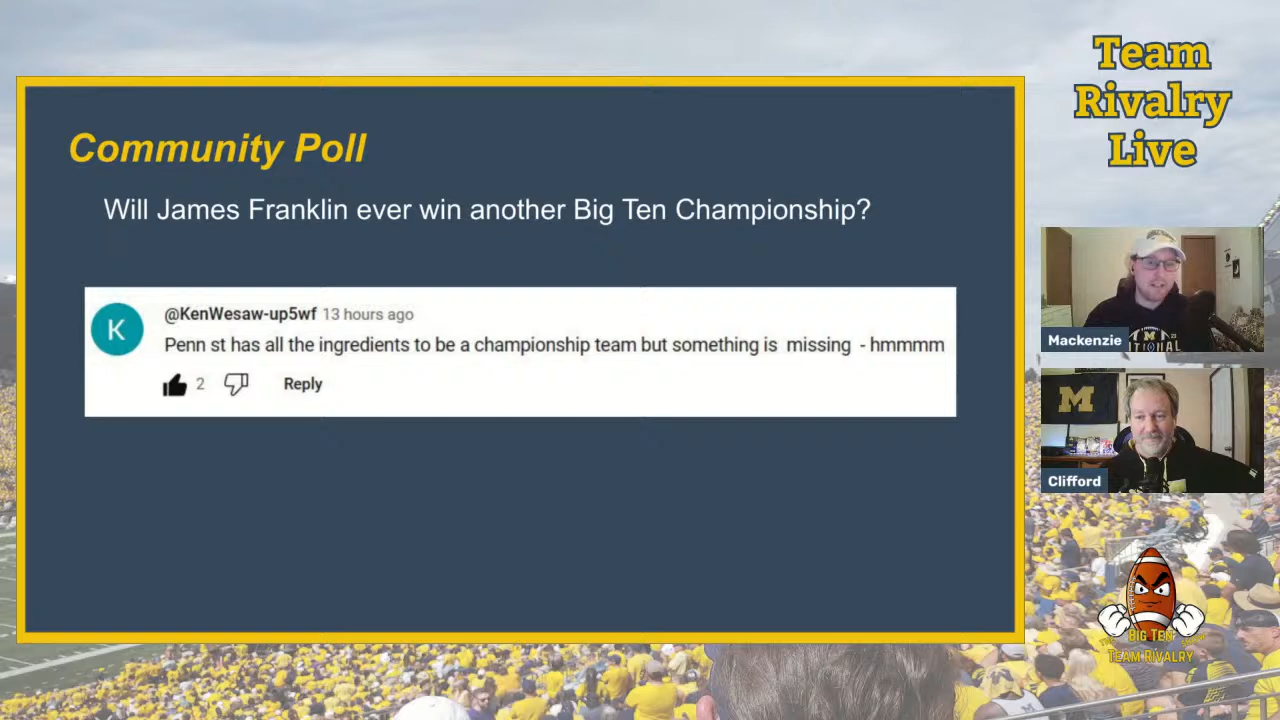 Team
Rivalry
Live
Community Poll
Will James Franklin ever win another Big Ten Championship?
K
@KenWesaw-up5wf 13 hours ago
Penn st has all the ingredients to be a championship team but something is missing - hmmmm
2
Reply
M
Mackenzie
M
Clifford
BIG TEN
TEAM RIVALRY